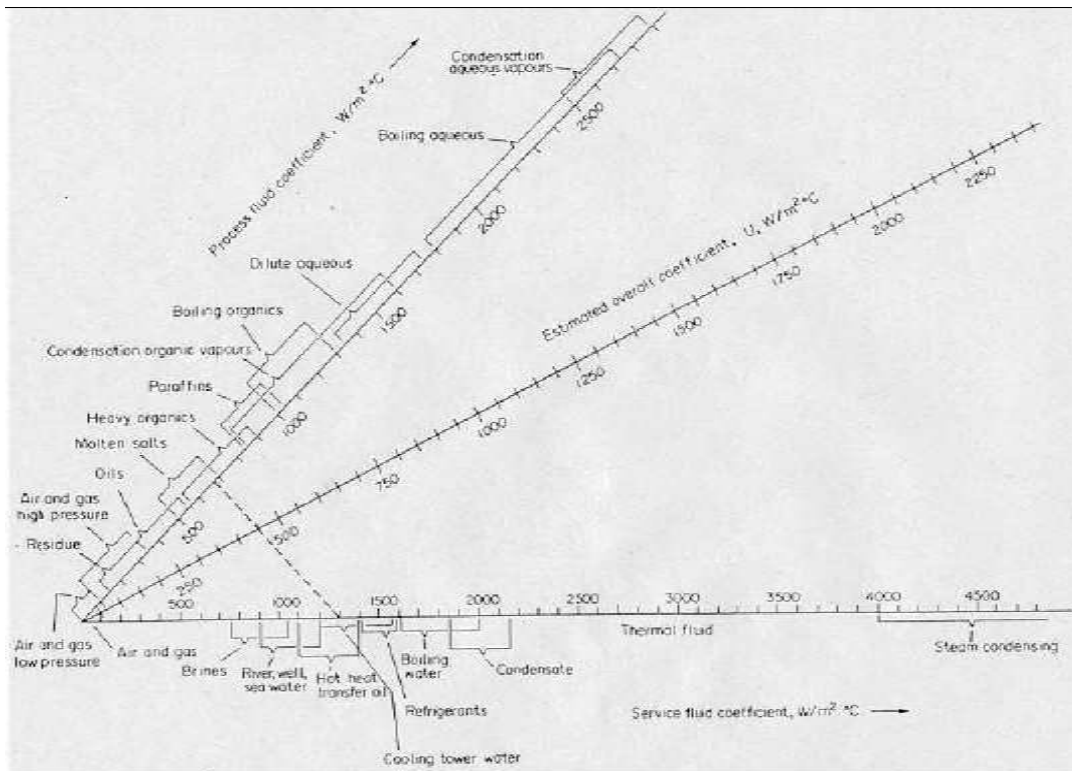 Condensation
aqueous vapours
Process fluid coefficient, W/m² °C
Boiling aqueous
2500
2250
2000
2000
Estimated overall coefficient, U, W/m² °C
1750
Dilute aqueous
1500
1500
Boiling organics
1250
Condensation organic vapours
Paraffins
1000
1000
Heavy organics
Molten salts
750
Oils
Air and gas
high pressure
500
500
- Residue
250
500
1000
1500
2000
2500
3000
3500
4000
4500
Air and gas
low pressure
Air and gas
Brines
River, well,
sea water
Hot heat
transfer oil
Boiling
water
Condensate
Thermal fluid
Steam condensing
Refrigerants
Service fluid coefficient, W/m² °C
Cooling tower water